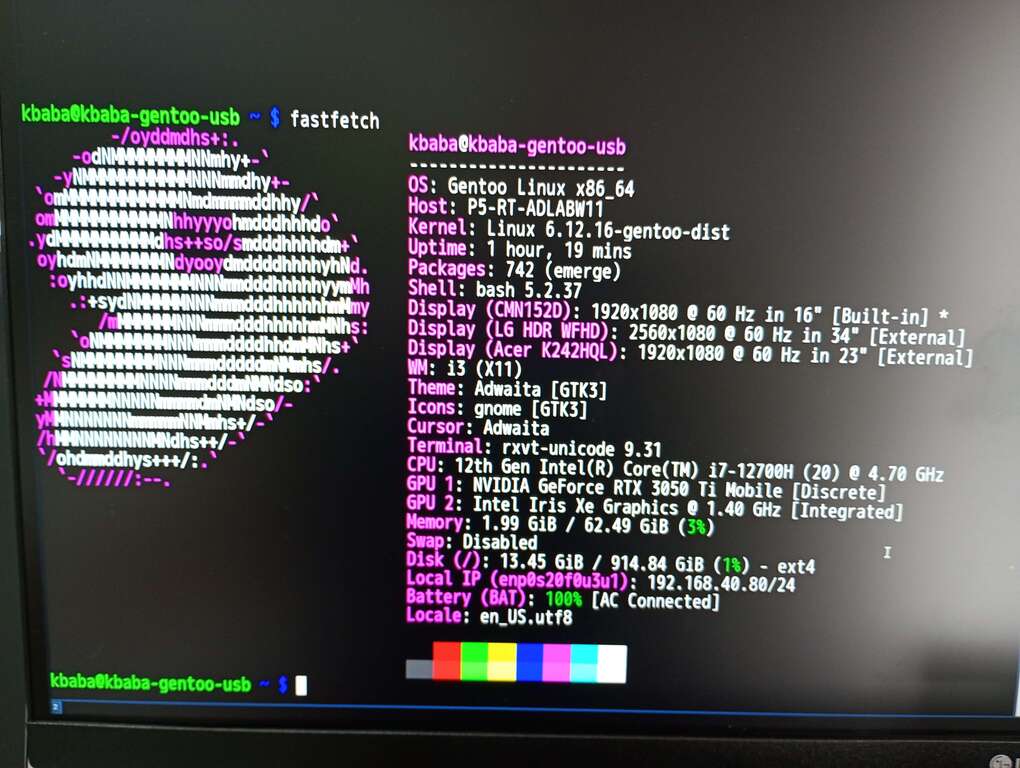 kbaba@kbaba-gentoo-usb ~ $ fastfetch
kbaba@kbaba-gentoo-usb
-----------------------
OS: Gentoo Linux x86_64
Host: P5-RT-ADLABW11
Kernel: Linux 6.12.16-gentoo-dist
Uptime: 1 hour, 19 mins
Packages: 742 (emerge)
Shell: bash 5.2.37
Display (CMN152D): 1920x1080 @ 60 Hz in 16" [Built-in] *
Display (LG HDR WFHD): 2560x1080 @ 60 Hz in 34" [External]
Display (Acer K242HQL): 1920x1080 @ 60 Hz in 23" [External]
WM: i3 (X11)
Theme: Adwaita [GTK3]
Icons: gnome [GTK3]
Cursor: Adwaita
Terminal: rxvt-unicode 9.31
CPU: 12th Gen Intel(R) Core(TM) i7-12700H (20) @ 4.70 GHz
GPU 1: NVIDIA GeForce RTX 3050 Ti Mobile [Discrete]
GPU 2: Intel Iris Xe Graphics @ 1.40 GHz [Integrated]
Memory: 1.99 GiB / 62.49 GiB (3%)
Swap: Disabled
Disk (/): 13.45 GiB / 914.84 GiB (1%) - ext4
Local IP (enp0s20f0u3u1): 192.168.40.80/24
Battery (BAT): 100% [AC Connected]
Locale: en_US.utf8
kbaba@kbaba-gentoo-usb ~ $
2